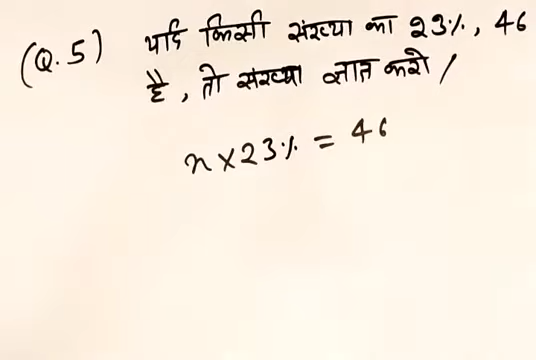 (Q.5) यदि किसी संख्या का 23%, 46
है, तो संख्या ज्ञात करो /
x × 23% = 46